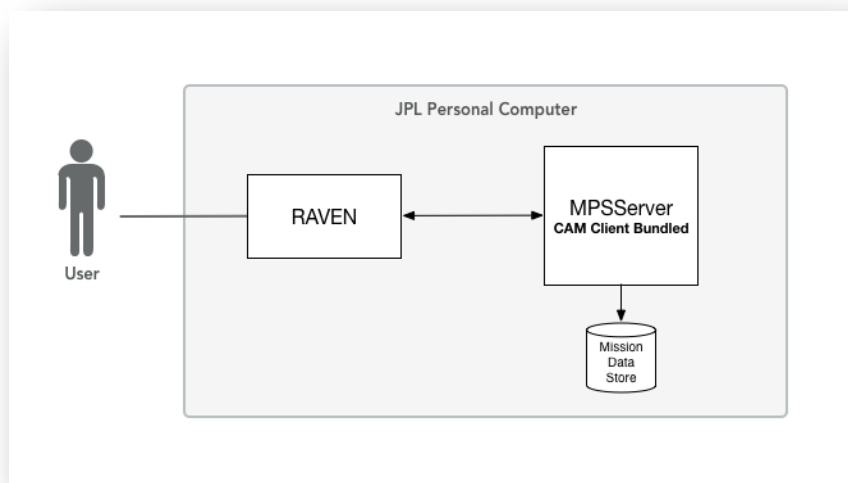 JPL Personal Computer
User
RAVEN
MPSServer
CAM Client Bundled
Mission
Data
Store